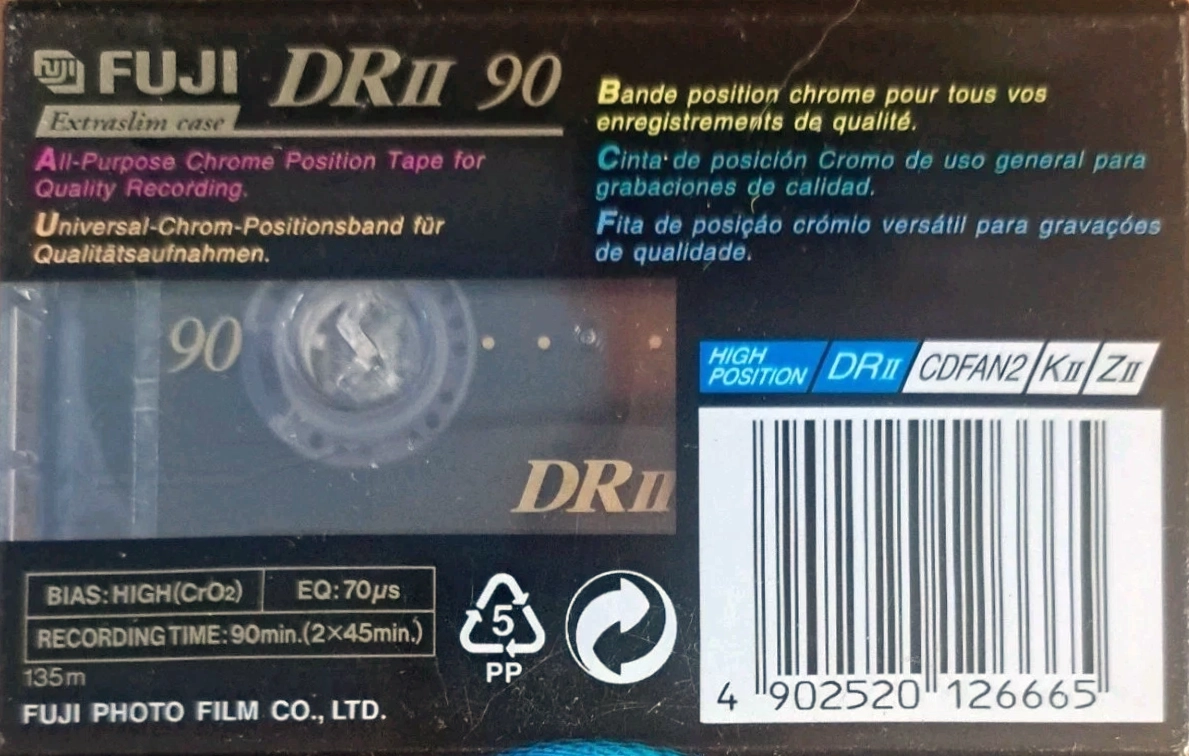 FUJI FUJI DRII 90
Extraslim case
All-Purpose Chrome Position Tape for
Quality Recording.
Universal-Chrom-Positionsband für
Qualitätsaufnahmen.
Bande position chrome pour tous vos
enregistrements de qualité.
Cinta de posición Cromo de uso general para
grabaciones de calidad.
Fita de posição crómio versátil para gravações
de qualidade.
90
DRII
HIGH
POSITION DRII CDFAN2 KII ZII
BIAS: HIGH(CrO2) EQ: 70µs
RECORDING TIME: 90min.(2×45min.)
135m
FUJI PHOTO FILM CO., LTD.
5
PP
4 902520 126665